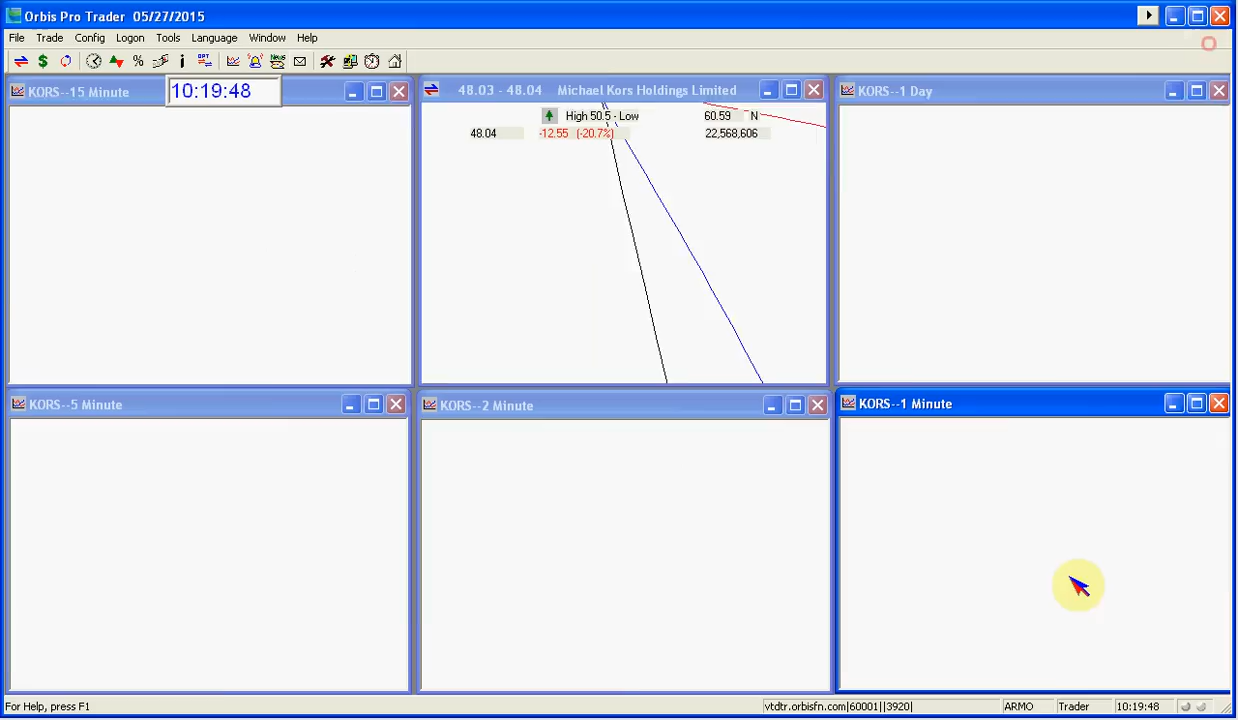 Orbis Pro Trader 05/27/2015
File Trade Config Logon Tools Language Window Help
KORS--15 Minute
10:19:48
48.03 - 48.04 Michael Kors Holdings Limited
High 50.5 - Low 60.59 N
48.04 -12.55 (-20.7%) 22,568,606
KORS--1 Day
KORS--5 Minute
KORS--2 Minute
KORS--1 Minute
For Help, press F1
vtdtr.orbisfn.com|60001||3920|
ARMO
Trader
10:19:48